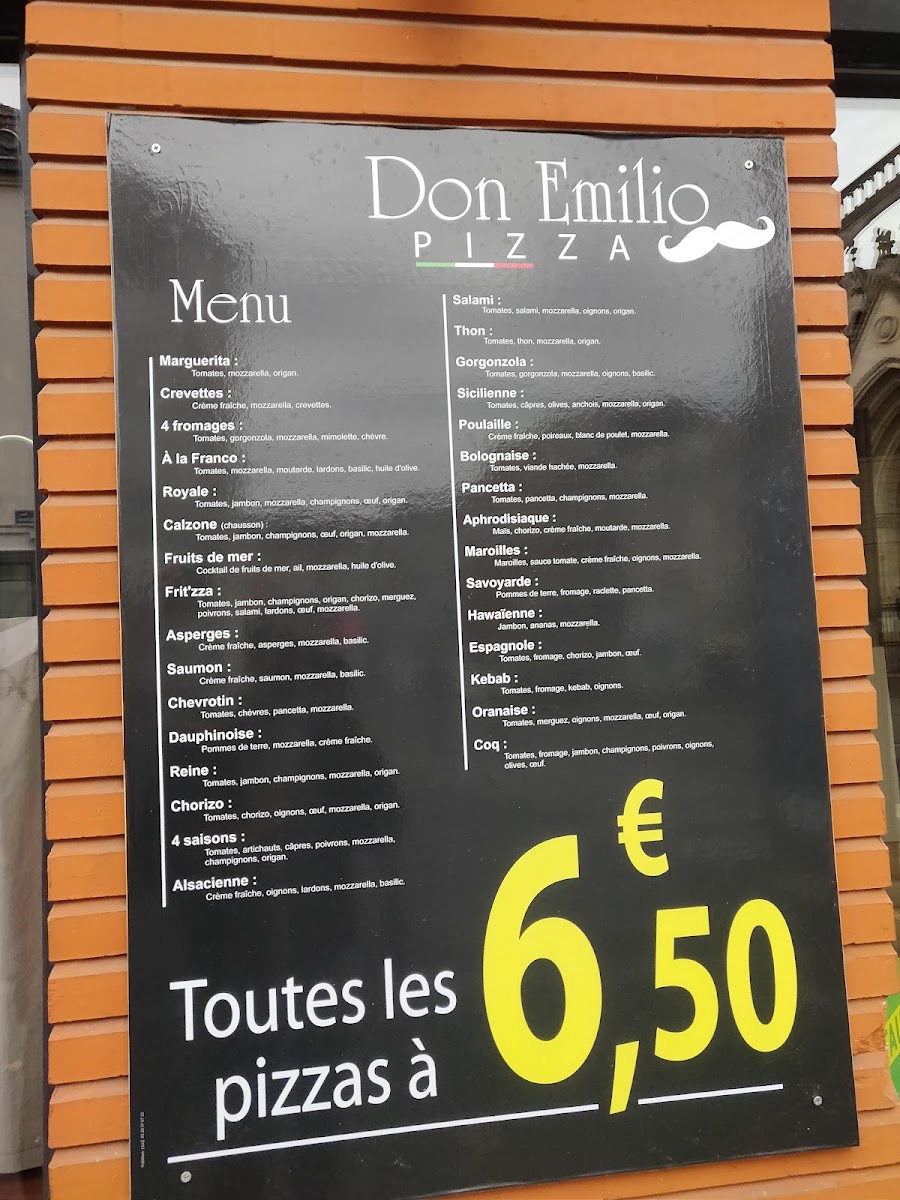 Don Emilio
PIZZA
Menu
Marguerita :
Tomates, mozzarella, origan.
Crevettes :
Crème fraîche, mozzarella, crevettes.
4 fromages :
Tomates, gorgonzola, mozzarella, mimolette, chèvre.
À la Franco :
Tomates, mozzarella, moutarde, lardons, basilic, huile d'olive.
Royale :
Tomates, jambon, mozzarella, champignons, œuf, origan.
Calzone (chausson) :
Tomates, jambon, champignons, œuf, origan, mozzarella.
Fruits de mer :
Cocktail de fruits de mer, ail, mozzarella, huile d'olive.
Frit'zza :
Tomates, jambon, champignons, origan, chorizo, merguez,
poivrons, salami, lardons, œuf, mozzarella.
Asperges :
Crème fraîche, asperges, mozzarella, basilic.
Saumon :
Crème fraîche, saumon, mozzarella, basilic.
Chevrotin :
Tomates, chèvres, pancetta, mozzarella.
Dauphinoise :
Pommes de terre, mozzarella, crème fraîche.
Reine :
Tomates, jambon, champignons, mozzarella, origan.
Chorizo :
Tomates, chorizo, oignons, œuf, mozzarella, origan.
4 saisons :
Tomates, artichauts, câpres, poivrons, mozzarella,
champignons, origan.
Alsacienne :
Crème fraîche, oignons, lardons, mozzarella, basilic.
Salami :
Tomates, salami, mozzarella, oignons, origan.
Thon :
Tomates, thon, mozzarella, origan.
Gorgonzola :
Tomates, gorgonzola, mozzarella, oignons, basilic.
Sicilienne :
Tomates, câpres, olives, anchois, mozzarella, origan.
Poulaille :
Crème fraîche, poireaux, blanc de poulet, mozzarella.
Bolognaise :
Tomates, viande hachée, mozzarella.
Pancetta :
Tomates, pancetta, champignons, mozzarella.
Aphrodisiaque :
Maïs, chorizo, crème fraîche, moutarde, mozzarella.
Maroilles :
Maroilles, sauce tomate, crème fraîche, oignons, mozzarella.
Savoyarde :
Pommes de terre, fromage, raclette, pancetta.
Hawaïenne :
Jambon, ananas, mozzarella.
Espagnole :
Tomates, fromage, chorizo, jambon, œuf.
Kebab :
Tomates, fromage, kebab, oignons.
Oranaise :
Tomates, merguez, oignons, mozzarella, œuf, origan.
Coq :
Tomates, fromage, jambon, champignons, poivrons, oignons,
olives, œuf.
Toutes les
pizzas à
6,50 €